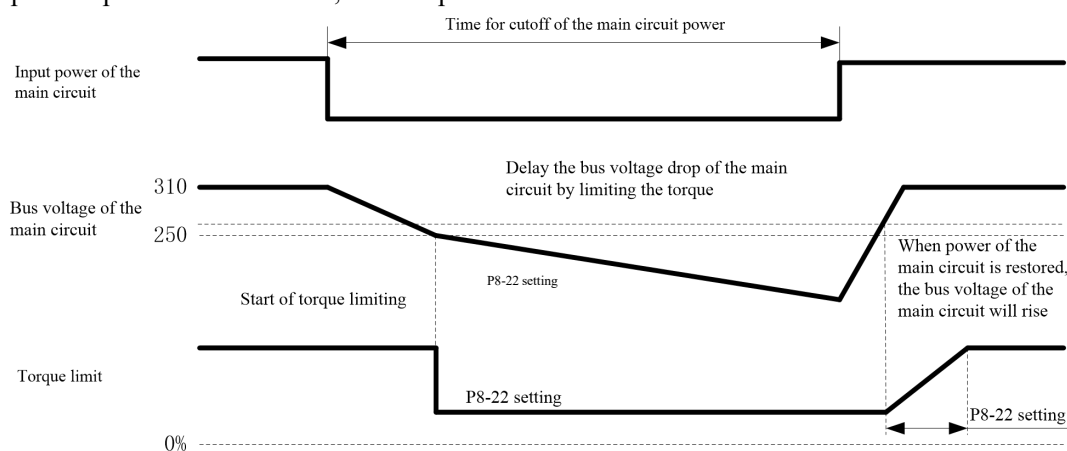 Time for cutoff of the main circuit power
Input power of the
main circuit
Delay the bus voltage drop of the main
circuit by limiting the torque
310
Bus voltage of the
main circuit
250
When power of the
main circuit is restored,
the bus voltage of the
main circuit will rise
P8-22 setting
Start of torque limiting
Torque limit
P8-22 setting
P8-22 setting
0%